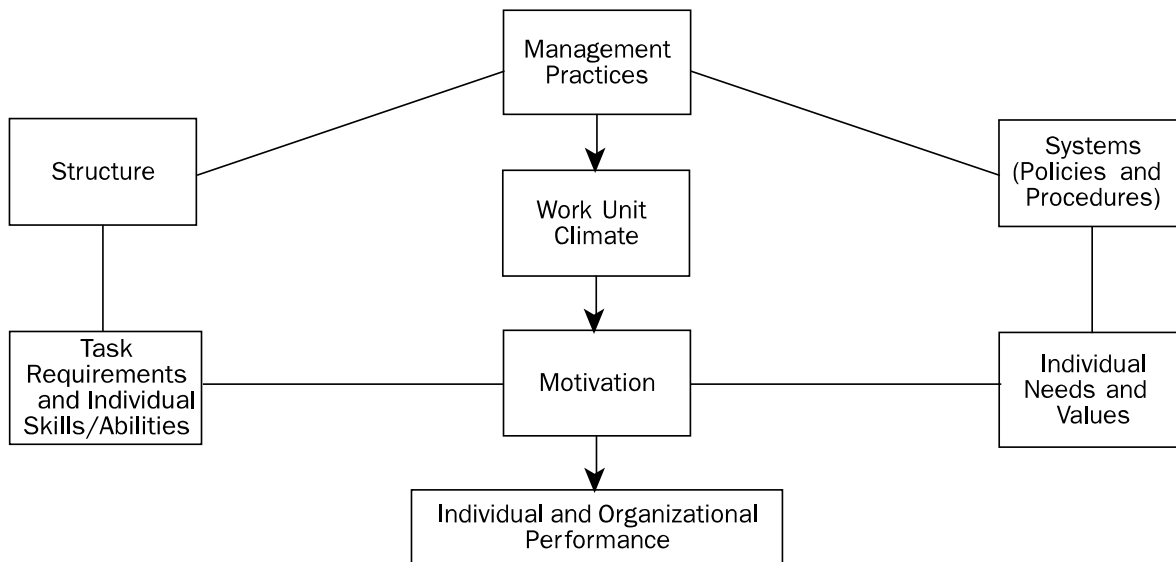 Management
Practices
Structure
Systems
(Policies and
Procedures)
Work Unit
Climate
Task
Requirements
and Individual
Skills/Abilities
Motivation
Individual
Needs and
Values
Individual and Organizational
Performance